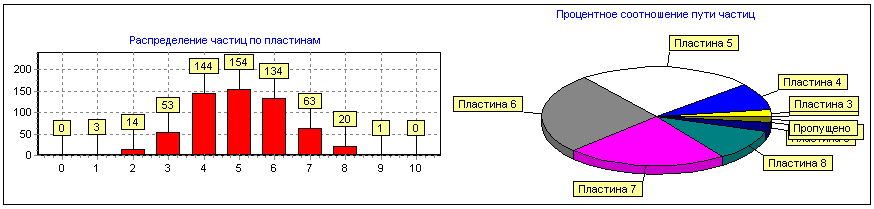 Распределение частиц по пластинам
200
150
100
50
0
0
3
14
53
144
154
134
63
20
1
0
0 1 2 3 4 5 6 7 8 9 10
Процентное соотношение пути частиц
Пластина 5
Пластина 4
Пластина 3
Пропущено
Пластина 8
Пластина 7
Пластина 6